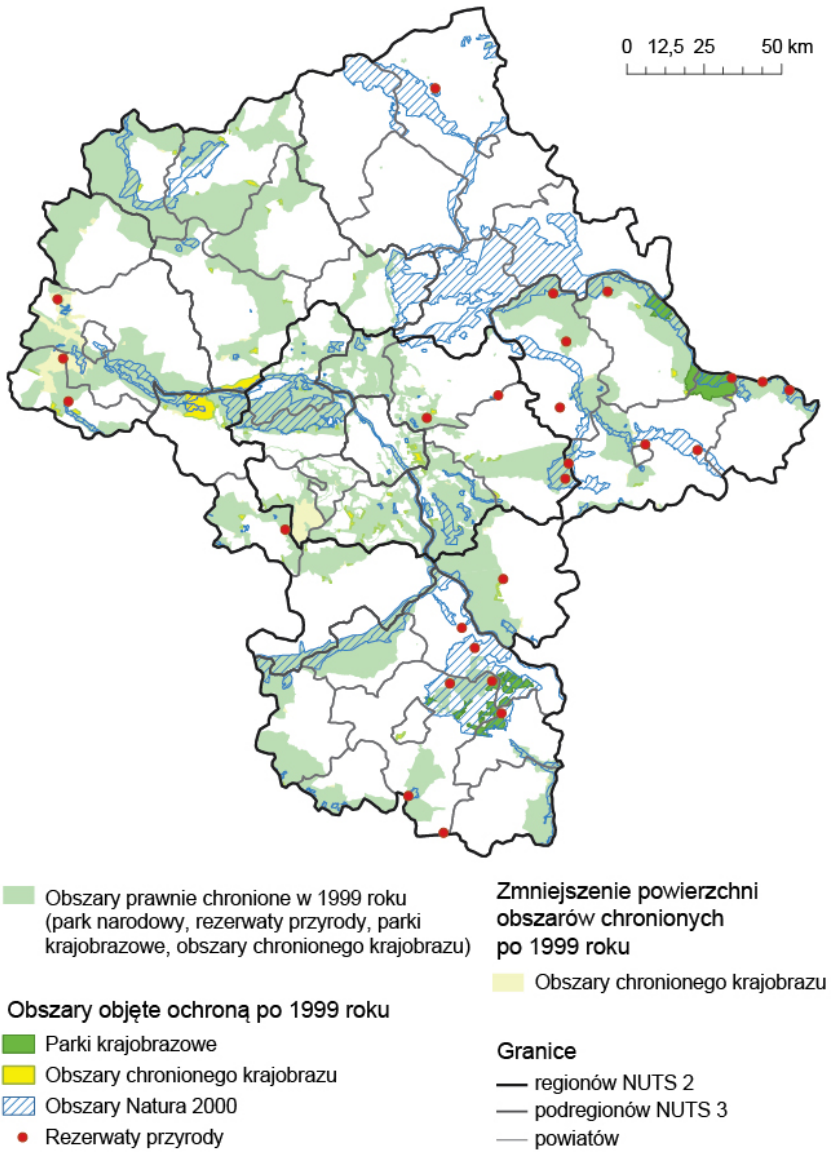 0 12,5 25 50 km
Obszary prawnie chronione w 1999 roku
(park narodowy, rezerwaty przyrody, parki
krajobrazowe, obszary chronionego krajobrazu)
Obszary objęte ochroną po 1999 roku
Parki krajobrazowe
Obszary chronionego krajobrazu
Obszary Natura 2000
Rezerwaty przyrody
Zmniejszenie powierzchni
obszarów chronionych
po 1999 roku
Obszary chronionego krajobrazu
Granice
regionów NUTS 2
podregionów NUTS 3
powiatów